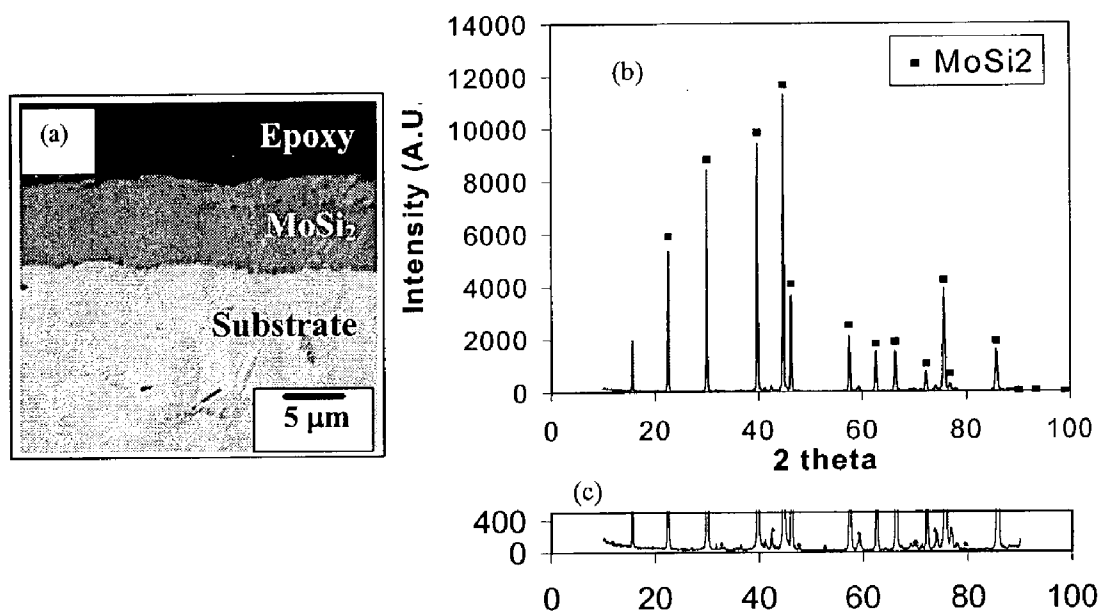 (a)
Epoxy
MoSi₂
Substrate
5 µm
(b)
MoSi2
Intensity (A.U.
14000
12000
10000
8000
6000
4000
2000
0
0 20 40 60 80 100
2 theta
(c)
400
0
0 20 40 60 80 100